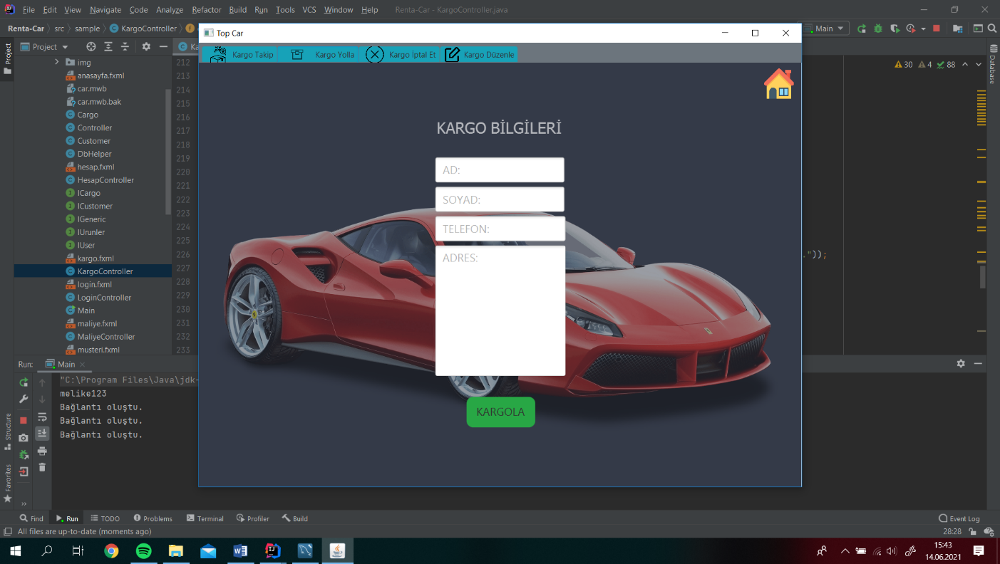 File Edit View Navigate Code Analyze Refactor Build Run Tools VCS Window Help Renta-Car - KargoController.java
Renta-Car src sample KargoController f Main
Top Car
Kargo Takip Kargo Yolla Kargo İptal Et Kargo Düzenle
Project
Project
Database
30 4 88
img
anasayfa.fxml
car.mwb
car.mwb.bak
Cargo
Controller
Customer
DbHelper
hesap.fxml
HesapController
ICargo
ICustomer
IGeneric
IUrunler
IUser
kargo.fxml
KargoController
login.fxml
LoginController
Main
maliye.fxml
MaliyeController
musteri.fxml
212
213
214
215
216
217
218
219
220
221
222
223
224
225
226
227
228
229
230
231
232
233
."));
KARGO BİLGİLERİ
AD:
SOYAD:
TELEFON:
ADRES:
KARGOLA
Run: Main
"C:\Program Files\Java\jdk-
melike123
Bağlantı oluştu.
Bağlantı oluştu.
Bağlantı oluştu.
Structure
Favorites
Find Run TODO Problems Terminal Profiler Build Event Log
All files are up-to-date (moments ago) 28:28
15:43
14.06.2021